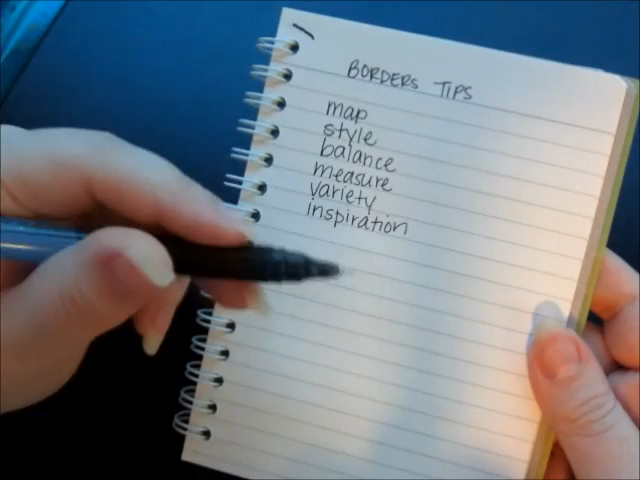 BORDERS TIPS
map
style
balance
measure
variety
inspiration